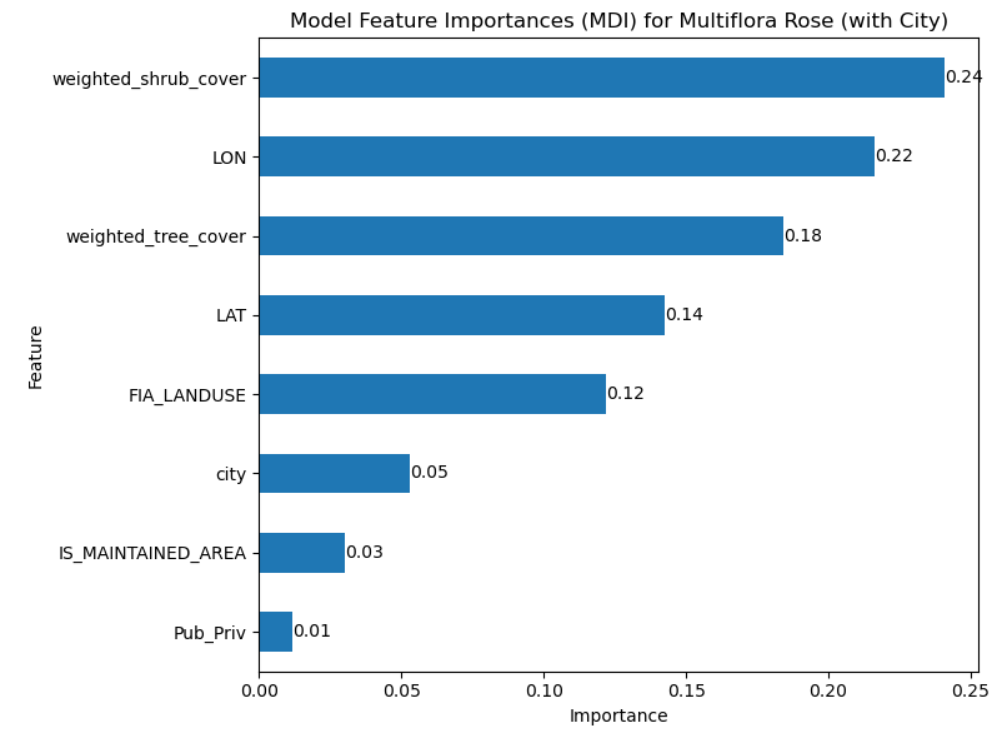 Model Feature Importances (MDI) for Multiflora Rose (with City)
weighted_shrub_cover 0.24
LON 0.22
weighted_tree_cover 0.18
LAT 0.14
Feature
FIA_LANDUSE 0.12
city 0.05
IS_MAINTAINED_AREA 0.03
Pub_Priv 0.01
0.00 0.05 0.10 0.15 0.20 0.25
Importance